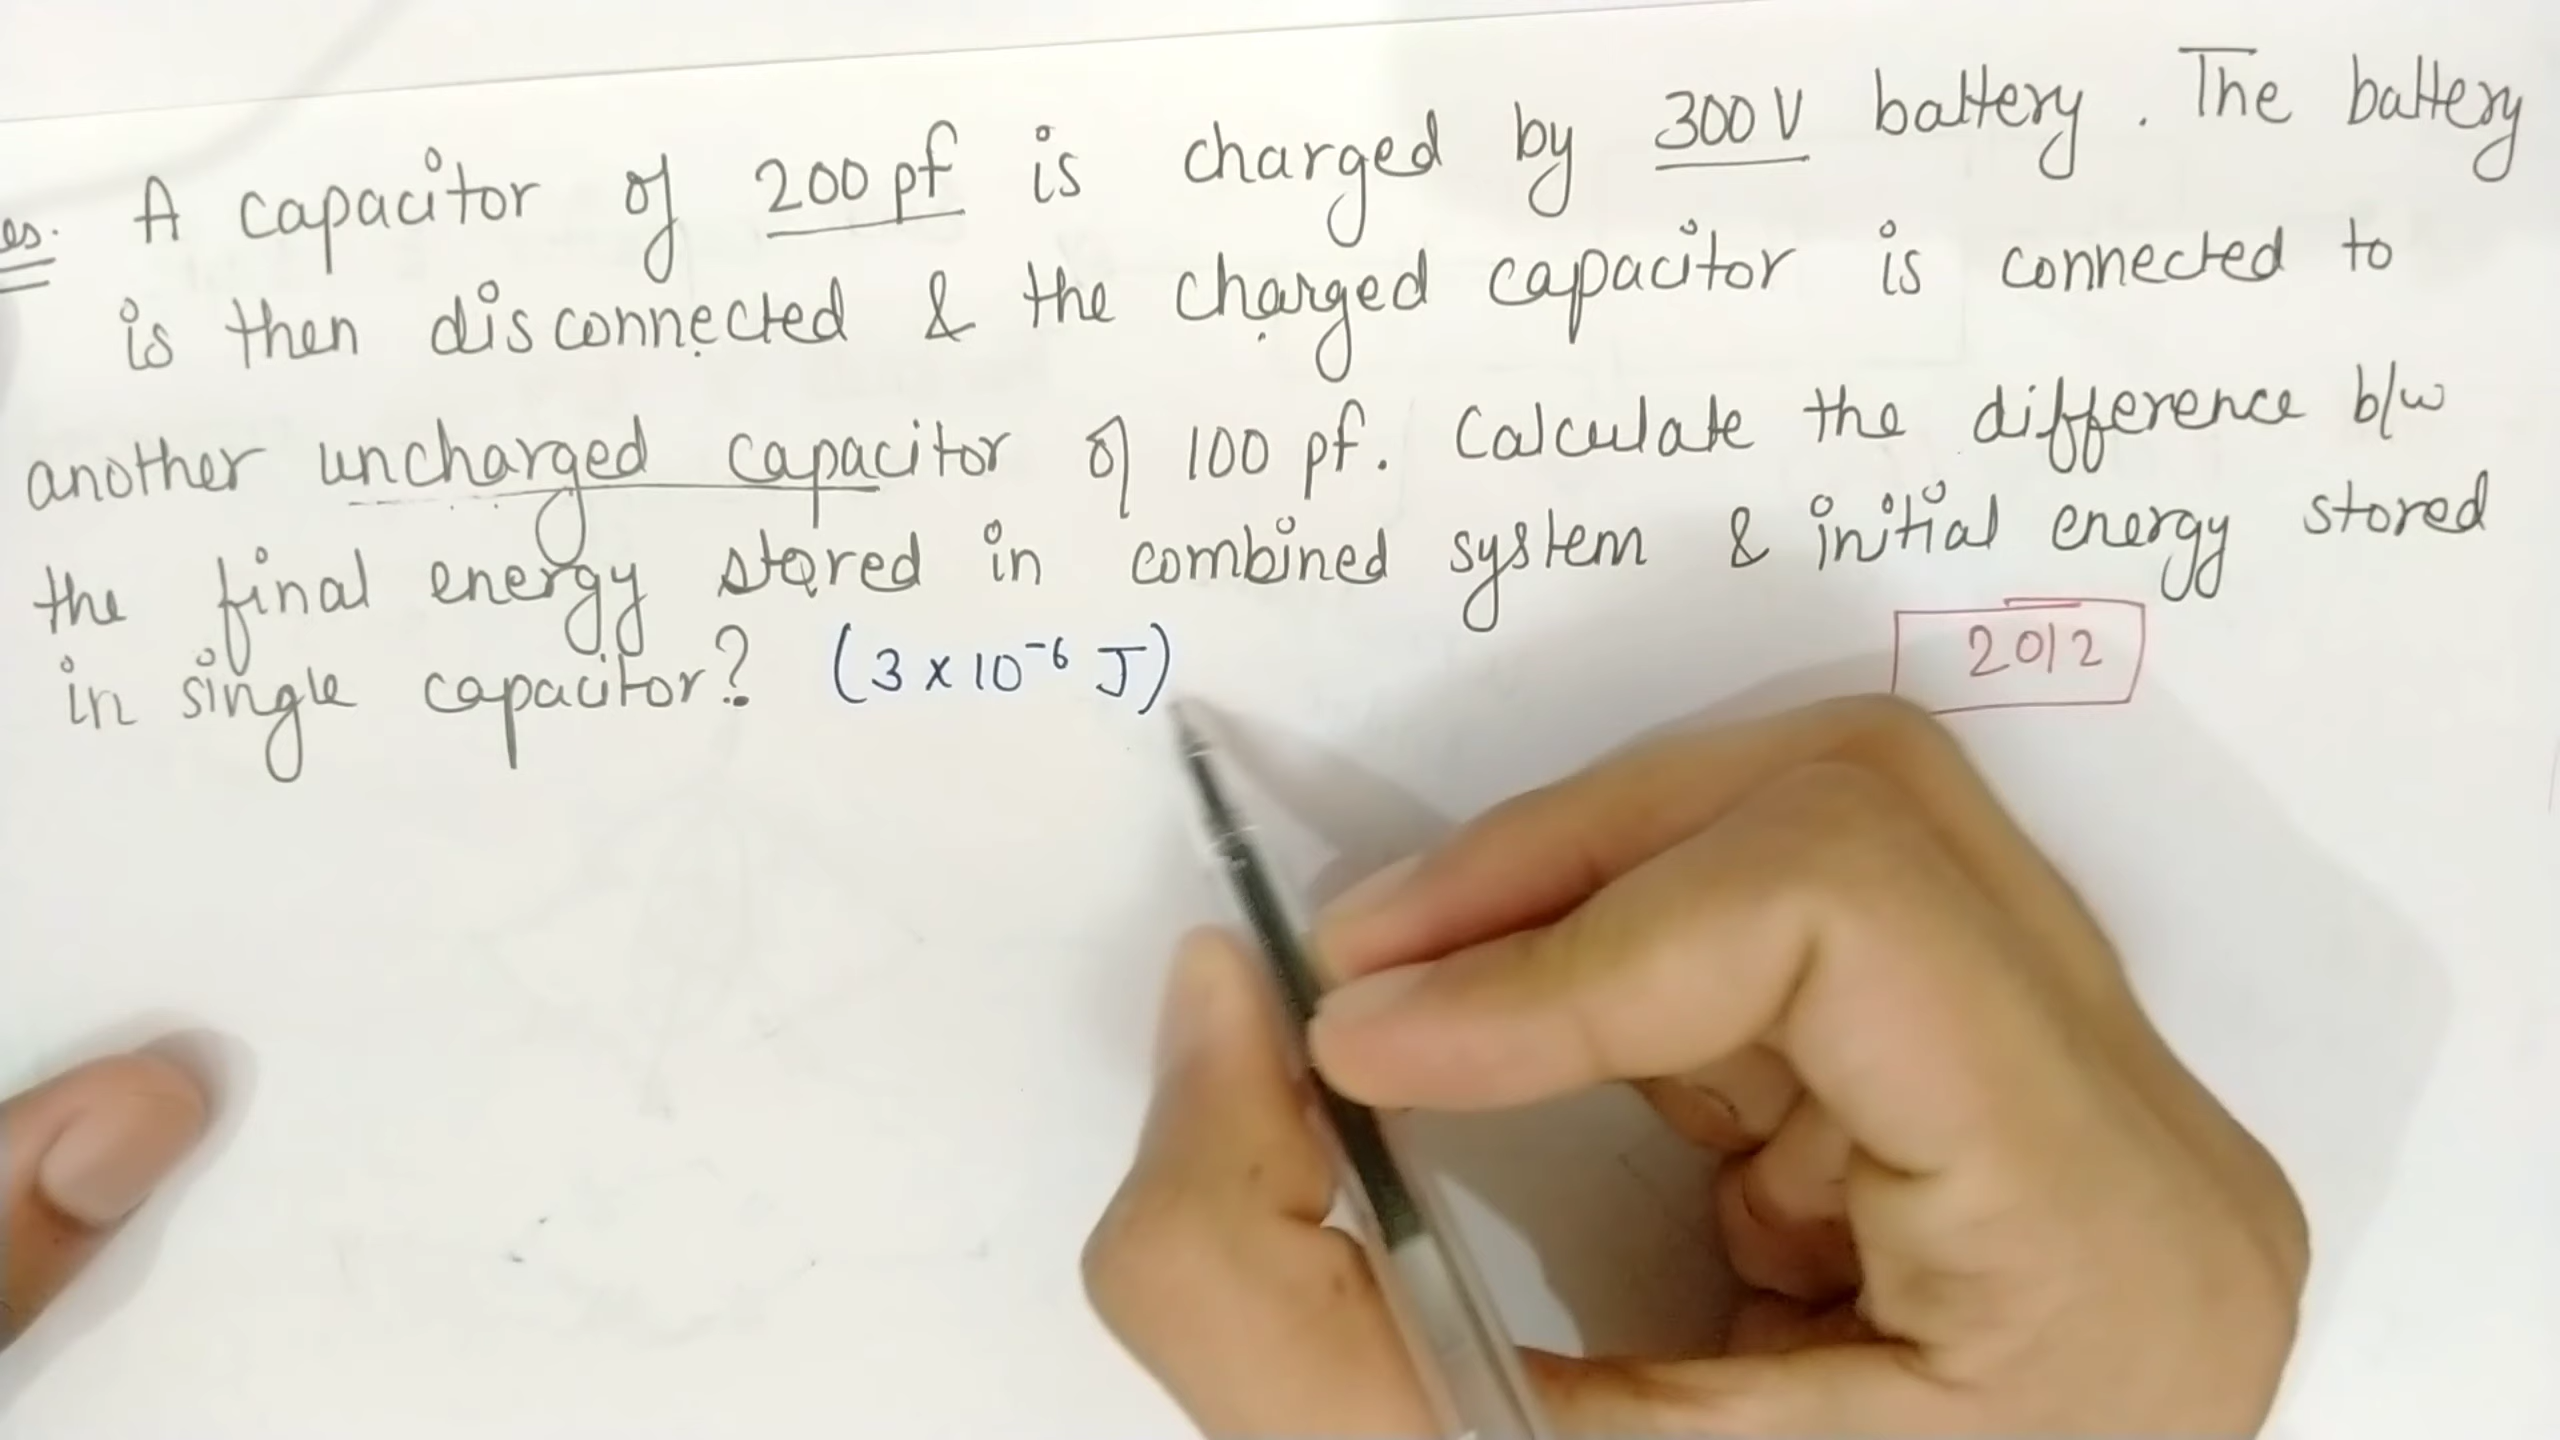 es. A capacitor of 200 pf is charged by 300 V battery. The battery
is then disconnected & the charged capacitor is connected to
another uncharged capacitor of 100 pf. Calculate the difference b/w
the final energy stored in combined system & initial energy stored
in single capacitor? (3 x 10⁻⁶ J)
2012